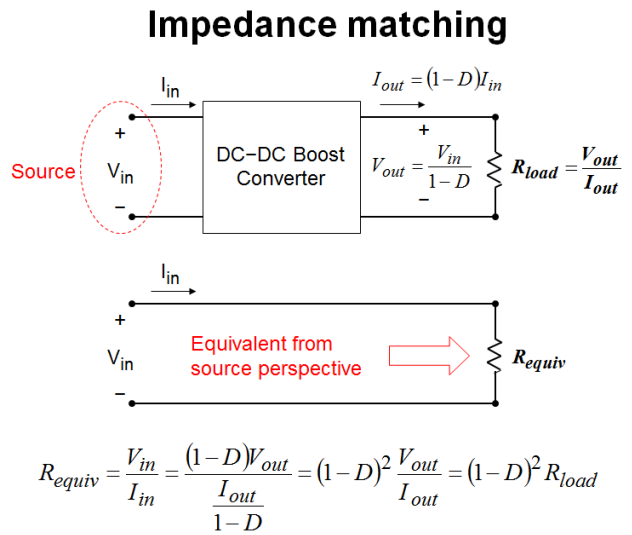 Impedance matching
I_in
I_out = (1−D)I_in
+
+
Source
V_in
DC−DC Boost
Converter
V_out = V_in / (1−D)
R_load = V_out / I_out
−
−
I_in
+
V_in
Equivalent from
source perspective
R_equiv
−
R_equiv = V_in / I_in = (1−D)V_out / (I_out / (1−D)) = (1−D)² V_out / I_out = (1−D)² R_load